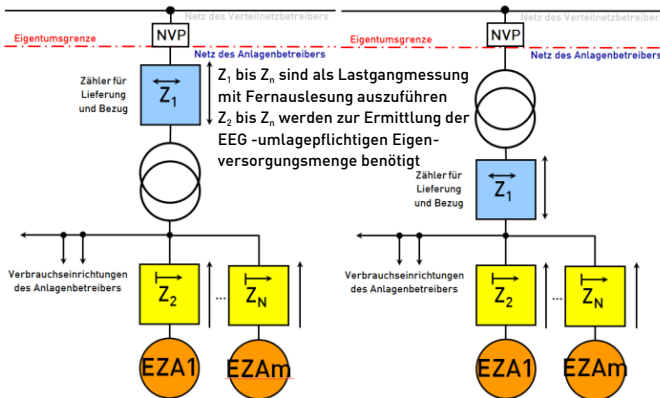 Netz des Verteilnetzbetreibers
NVP
Eigentumsgrenze
Netz des Anlagenbetreibers
Zähler für
Lieferung
und Bezug
Z1
Z1 bis Zn sind als Lastgangmessung
mit Fernauslesung auszuführen
Z2 bis Zn werden zur Ermittlung der
EEG -umlagepflichtigen Eigen-
versorgungsmenge benötigt
Verbrauchseinrichtungen
des Anlagenbetreibers
Z2
...
ZN
EZA1
EZAm
Netz des Verteilnetzbetreibers
NVP
Eigentumsgrenze
Netz des Anlagenbetreibers
Zähler für
Lieferung
und Bezug
Z1
Verbrauchseinrichtungen
des Anlagenbetreibers
Z2
...
ZN
EZA1
EZAm